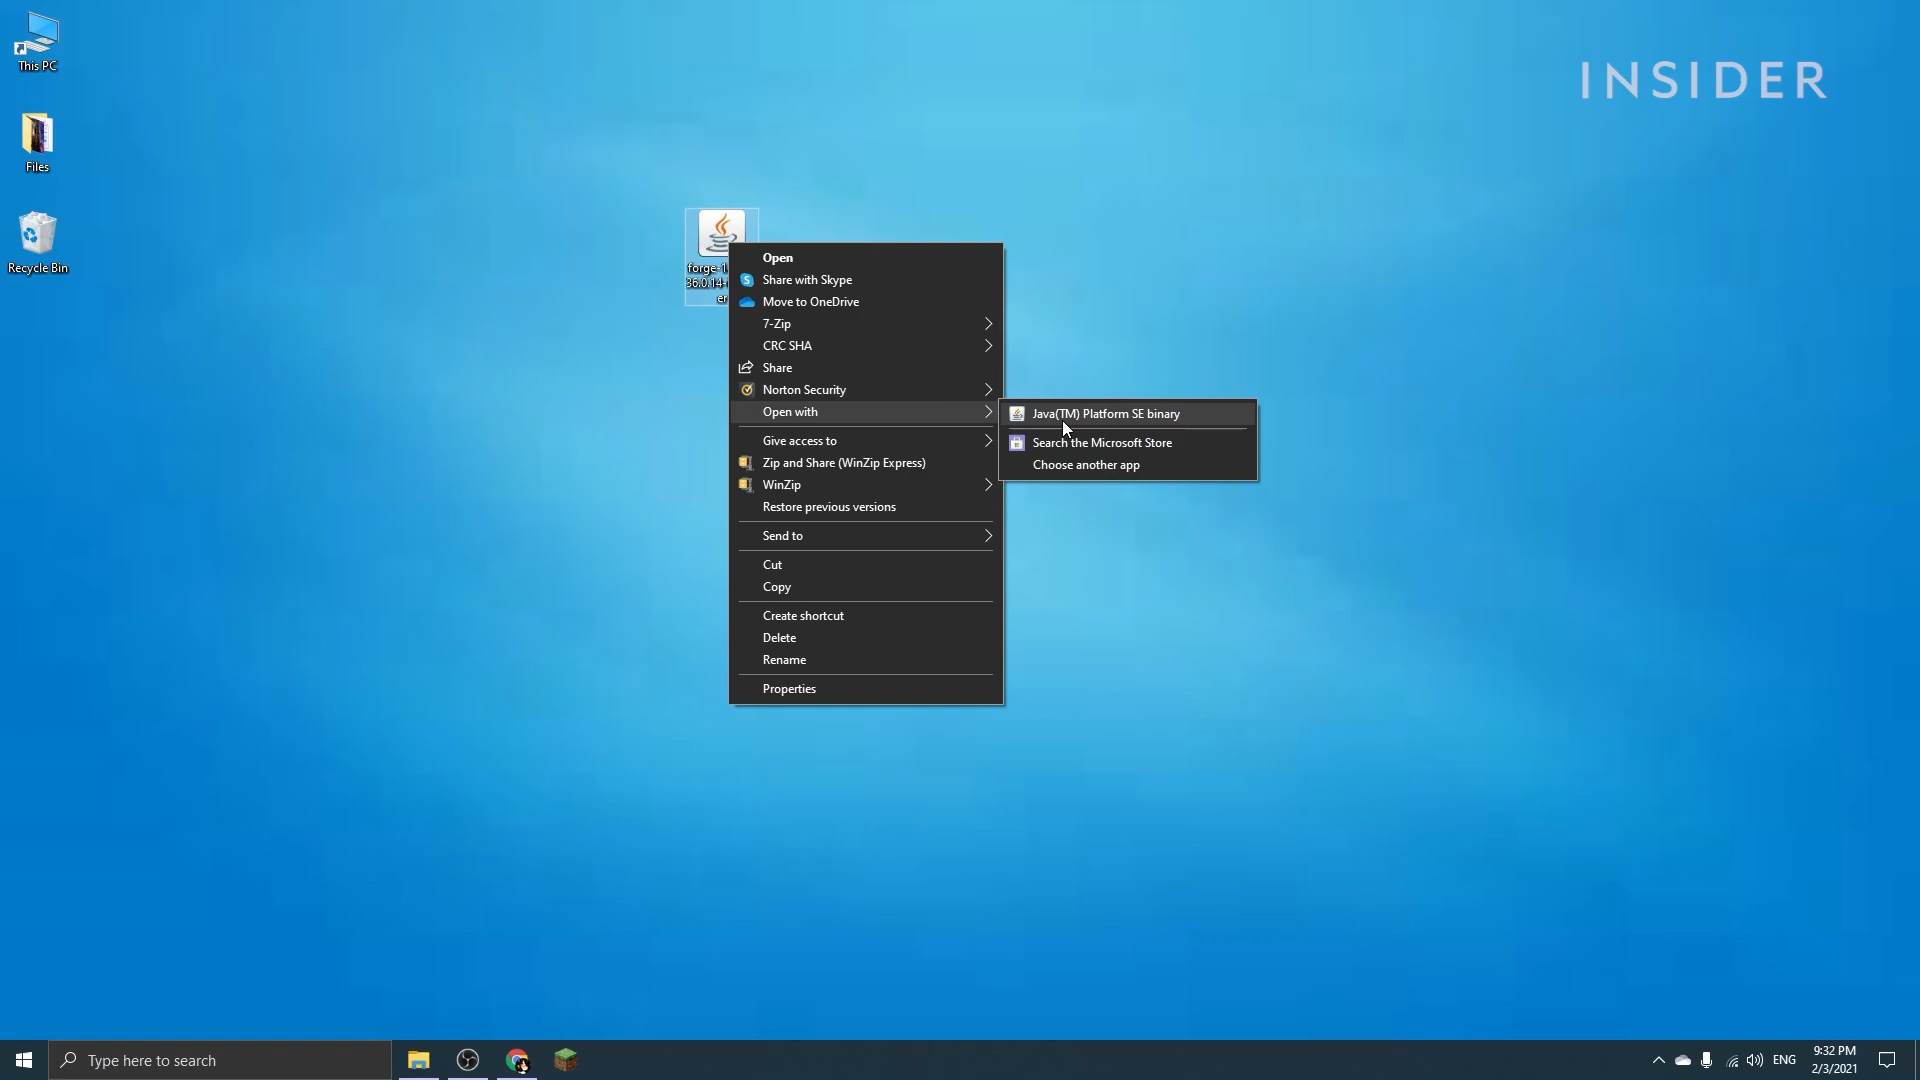 This PC
INSIDER
Files
Recycle Bin
36.0.14-
Open
Share with Skype
Move to OneDrive
7-Zip
CRC SHA
Share
Norton Security
Open with
Give access to
Zip and Share (WinZip Express)
WinZip
Restore previous versions
Send to
Cut
Copy
Create shortcut
Delete
Rename
Properties
Java(TM) Platform SE binary
Search the Microsoft Store
Choose another app
Type here to search
ENG
9:32 PM
2/3/2021